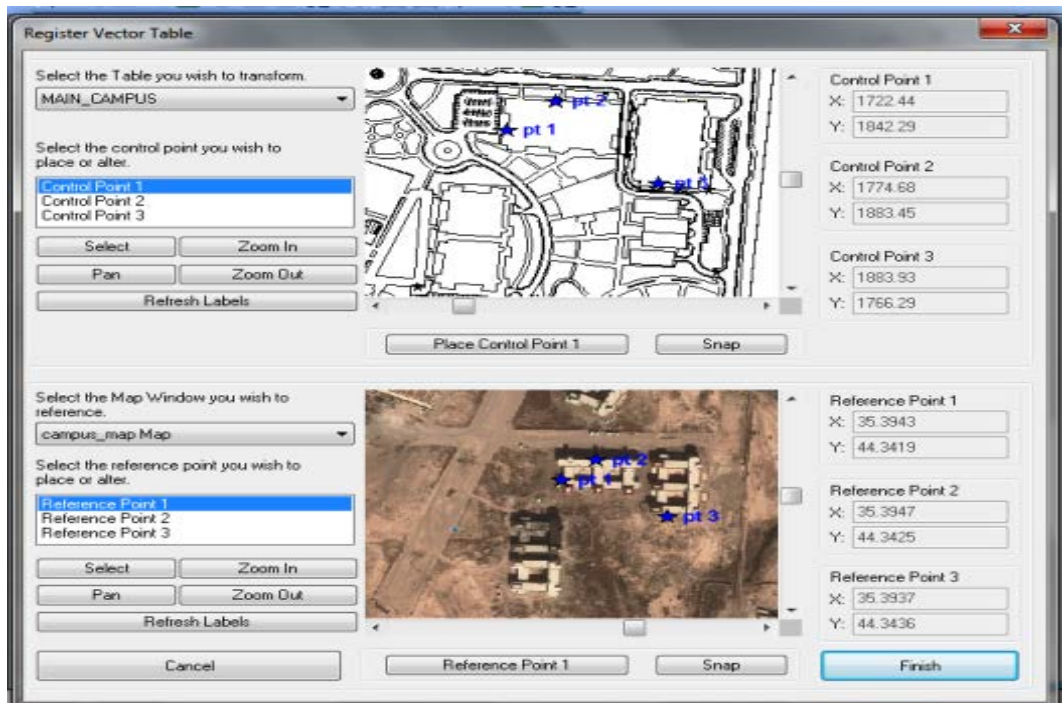 Register Vector Table
Select the Table you wish to transform.
MAIN_CAMPUS
Select the control point you wish to
place or alter.
Control Point 1
Control Point 2
Control Point 3
Select
Zoom In
Pan
Zoom Out
Refresh Labels
pt 2
pt 1
pt 3
Place Control Point 1
Snap
Control Point 1
X: 1722.44
Y: 1842.29
Control Point 2
X: 1774.68
Y: 1883.45
Control Point 3
X: 1883.93
Y: 1766.29
Select the Map Window you wish to
reference.
campus_map Map
Select the reference point you wish to
place or alter.
Reference Point 1
Reference Point 2
Reference Point 3
Select
Zoom In
Pan
Zoom Out
Refresh Labels
Cancel
pt 2
pt 1
pt 3
Reference Point 1
Snap
Reference Point 1
X: 35.3943
Y: 44.3419
Reference Point 2
X: 35.3947
Y: 44.3425
Reference Point 3
X: 35.3937
Y: 44.3436
Finish